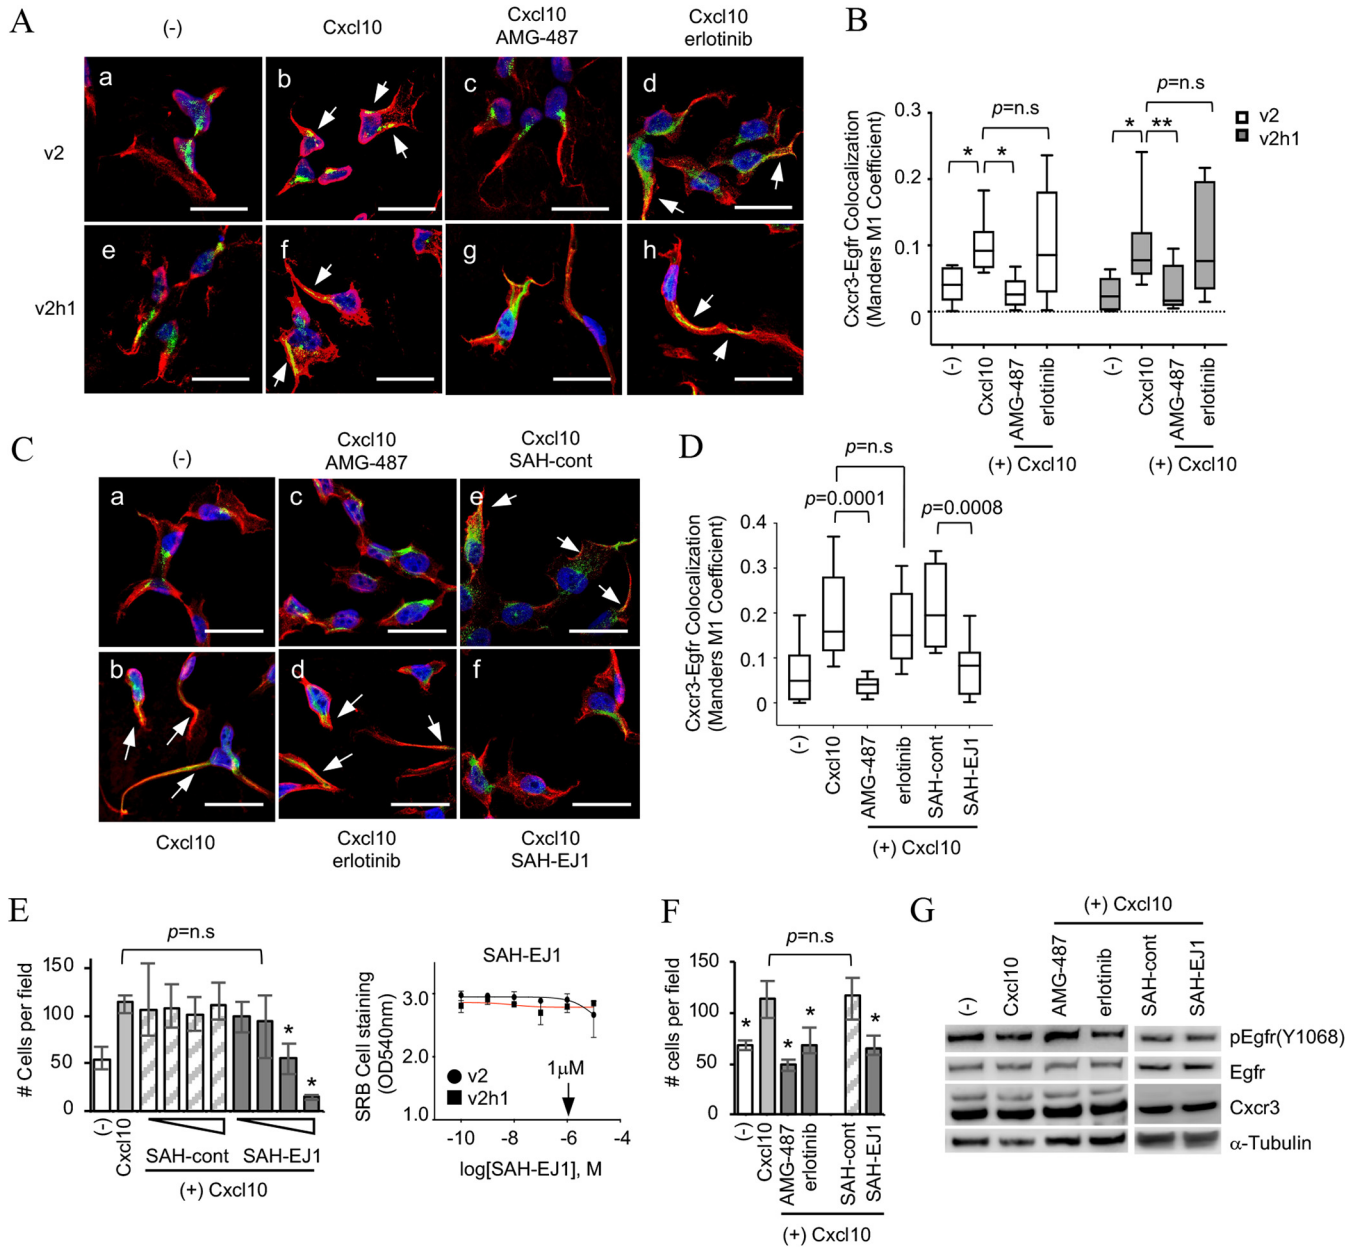 A
(-)
Cxcl10
Cxcl10
AMG-487
Cxcl10
erlotinib
v2
v2h1
a
b
c
d
e
f
g
h
B
p=n.s
p=n.s
* * * **
v2
v2h1
Cxcr3-Egfr Colocalization
(Manders M1 Coefficient)
0.3
0.2
0.1
0
(-)
Cxcl10
AMG-487
erlotinib
(-)
Cxcl10
AMG-487
erlotinib
(+) Cxcl10
(+) Cxcl10
C
(-)
Cxcl10
AMG-487
Cxcl10
SAH-cont
a
c
e
b
d
f
Cxcl10
Cxcl10
erlotinib
Cxcl10
SAH-EJ1
D
p=n.s
p=0.0001
p=0.0008
Cxcr3-Egfr Colocalization
(Manders M1 Coefficient)
0.4
0.3
0.2
0.1
0
(-)
Cxcl10
AMG-487
erlotinib
SAH-cont
SAH-EJ1
(+) Cxcl10
E
p=n.s
# Cells per field
150
100
50
0
*
*
(-)
Cxcl10
SAH-cont
SAH-EJ1
(+) Cxcl10
SAH-EJ1
SRB Cell staining
(OD540nm)
3.0
2.0
1.0
v2
v2h1
1µM
-10 -8 -6 -4
log[SAH-EJ1], M
F
p=n.s
# cells per field
150
100
50
0
* * * *
(-)
Cxcl10
AMG-487
erlotinib
SAH-cont
SAH-EJ1
(+) Cxcl10
G
(+) Cxcl10
(-)
Cxcl10
AMG-487
erlotinib
SAH-cont
SAH-EJ1
pEgfr(Y1068)
Egfr
Cxcr3
α-Tubulin